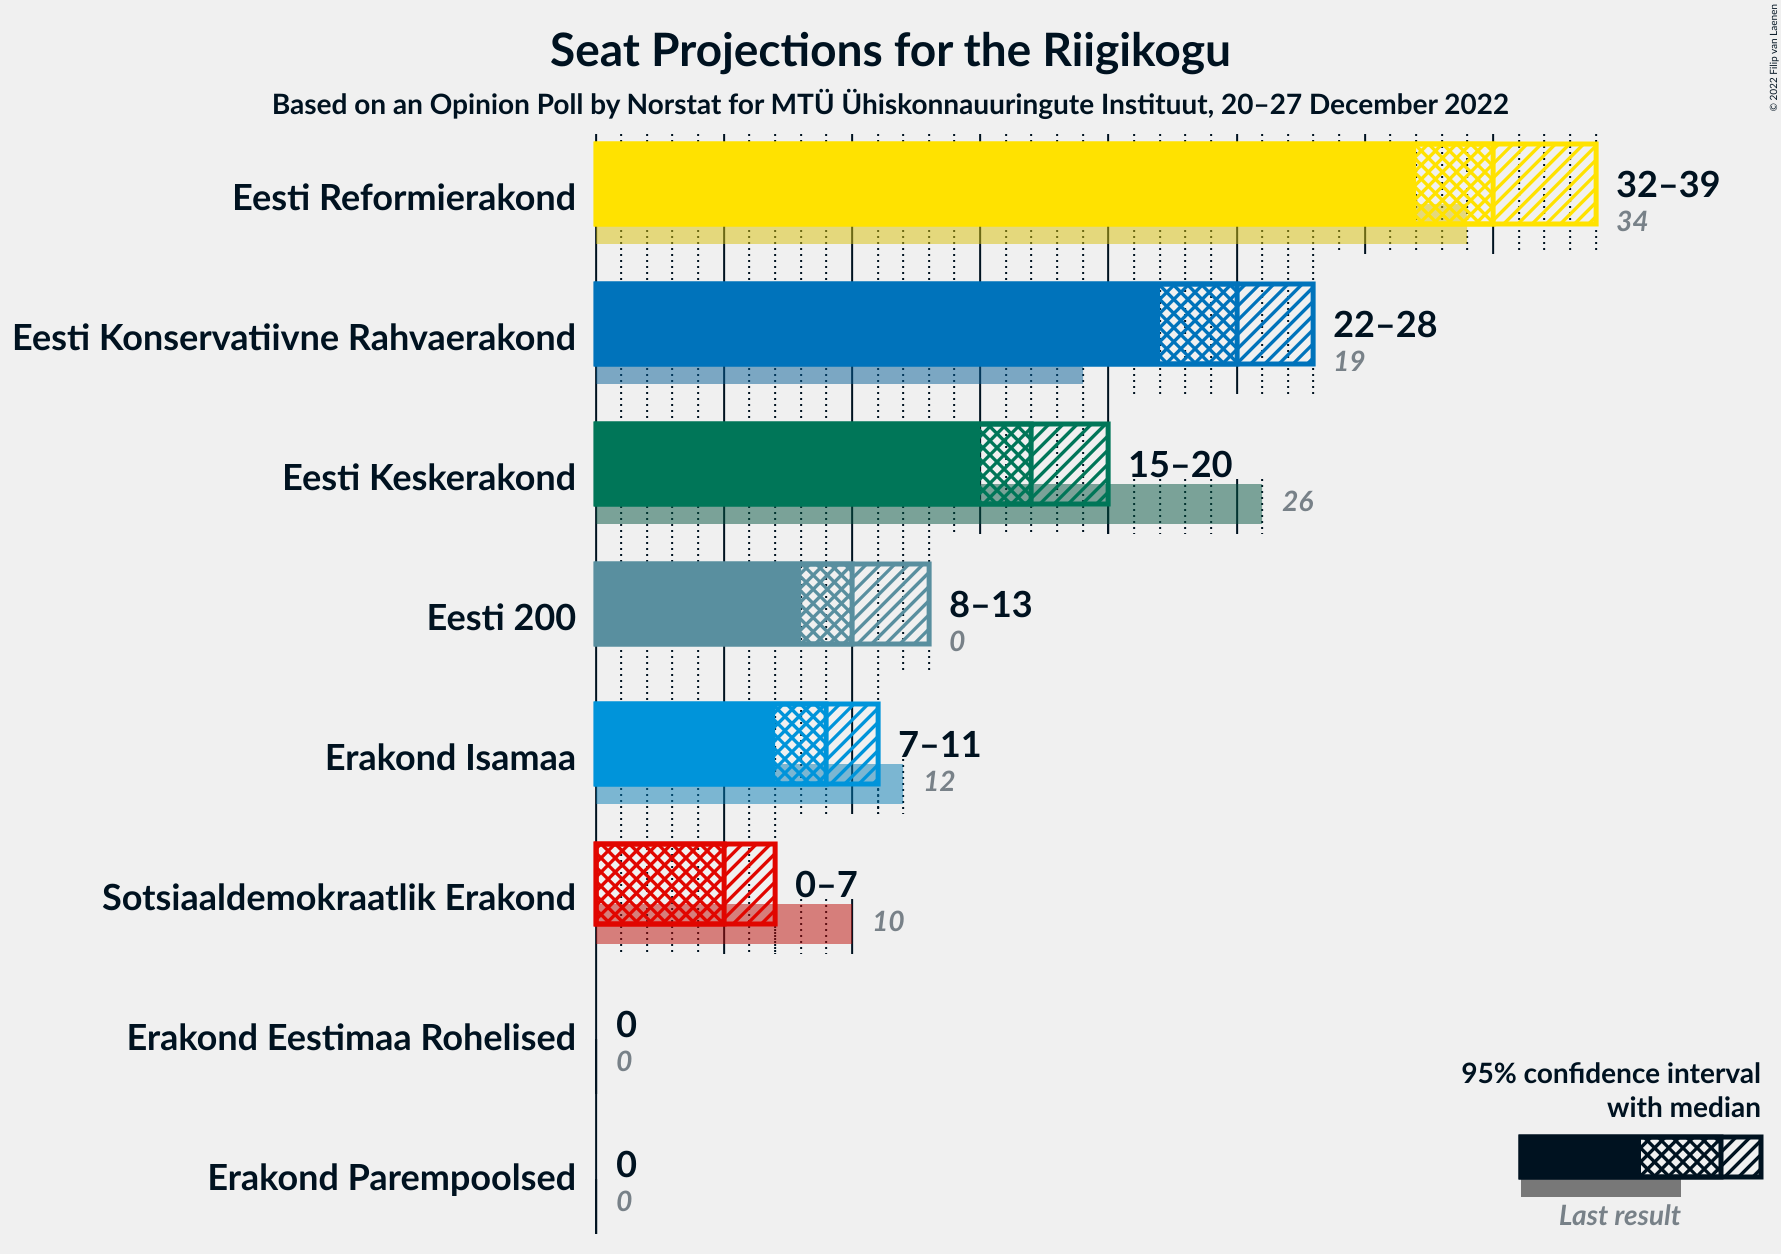 Seat Projections for the Riigikogu
Based on an Opinion Poll by Norstat for MTÜ Ühiskonnauuringute Instituut, 20–27 December 2022
© 2022 Filip van Laenen
Eesti Reformierakond
32–39
34
Eesti Konservatiivne Rahvaerakond
22–28
19
Eesti Keskerakond
15–20
26
Eesti 200
8–13
0
Erakond Isamaa
7–11
12
Sotsiaaldemokraatlik Erakond
0–7
10
Erakond Eestimaa Rohelised
0
0
Erakond Parempoolsed
0
0
95% confidence interval
with median
Last result